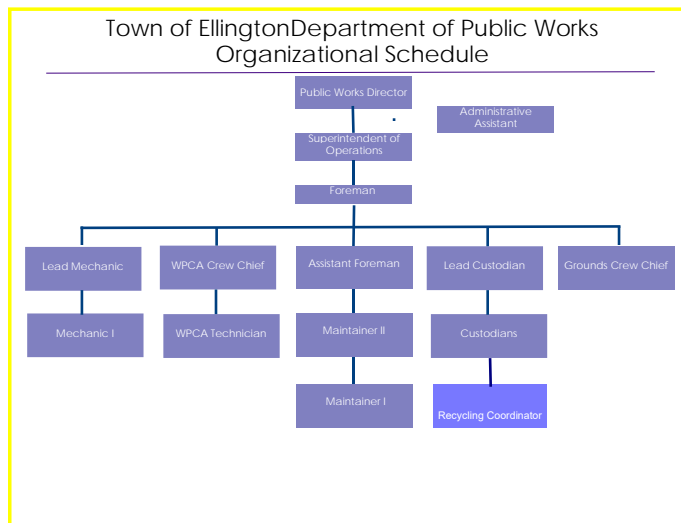 Town of EllingtonDepartment of Public Works
Organizational Schedule
Public Works Director
Administrative
Assistant
Superintendent of
Operations
Foreman
Lead Mechanic
WPCA Crew Chief
Assistant Foreman
Lead Custodian
Grounds Crew Chief
Mechanic I
WPCA Technician
Maintainer II
Custodians
Maintainer I
Recycling Coordinator